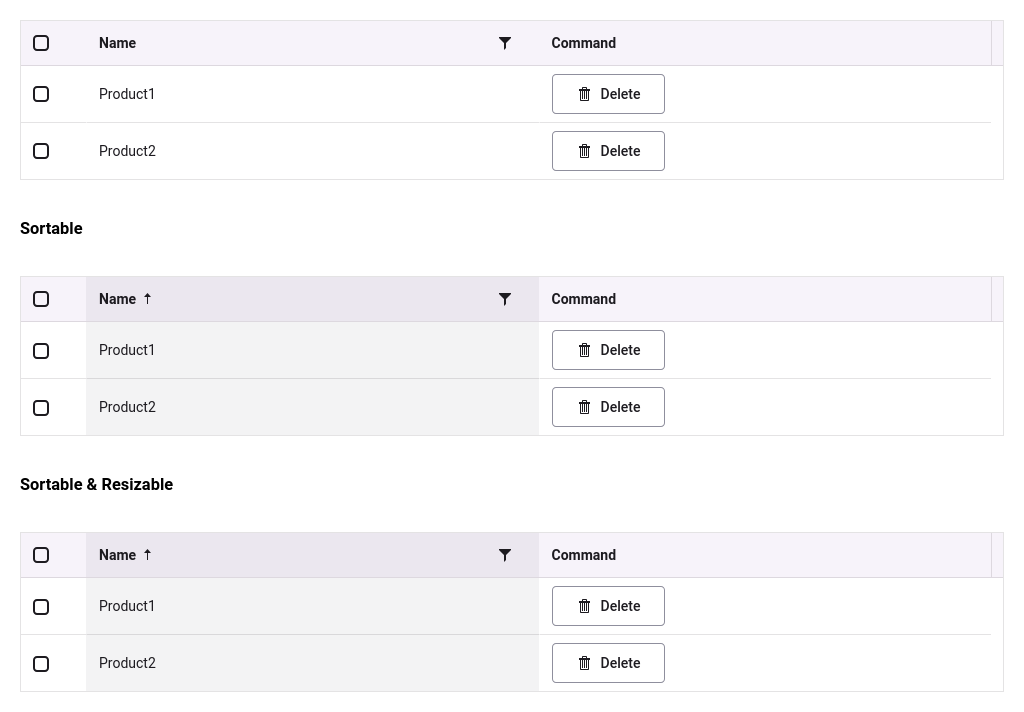 Name Command
Product1 Delete
Product2 Delete
Sortable
Name Command
Product1 Delete
Product2 Delete
Sortable & Resizable
Name Command
Product1 Delete
Product2 Delete